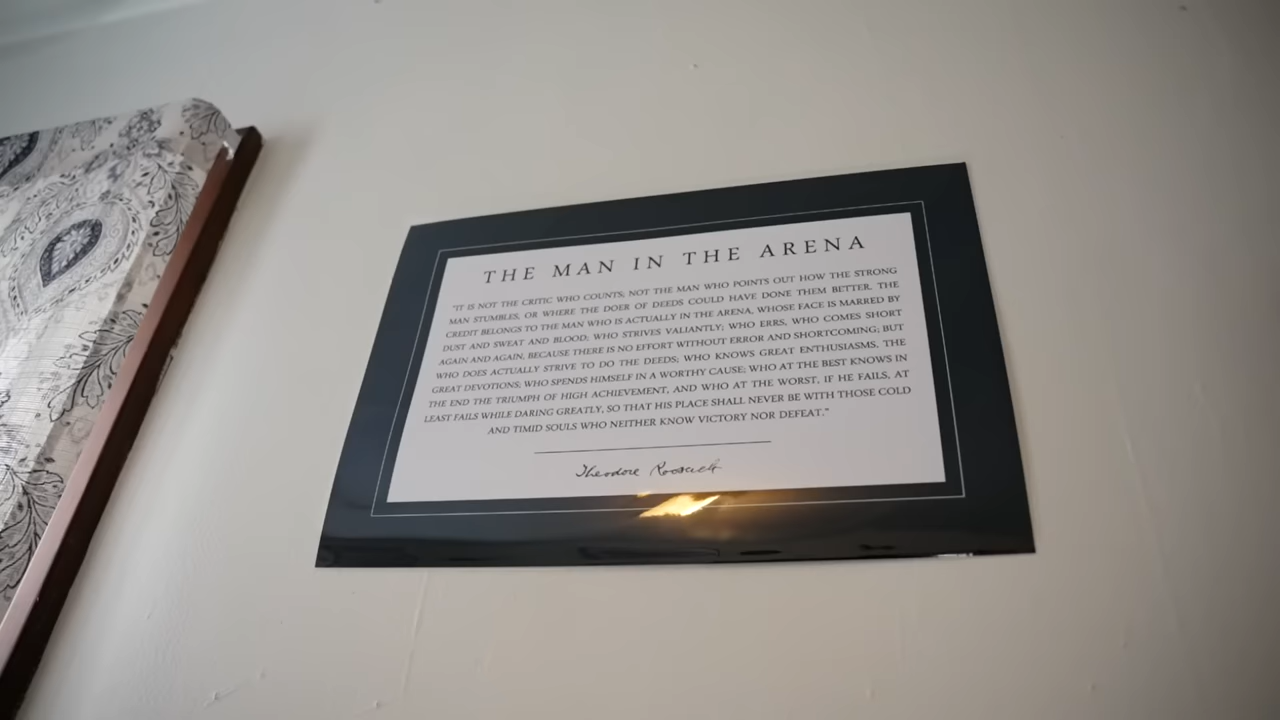 THE MAN IN THE ARENA
"IT IS NOT THE CRITIC WHO COUNTS; NOT THE MAN WHO POINTS OUT HOW THE STRONG
MAN STUMBLES, OR WHERE THE DOER OF DEEDS COULD HAVE DONE THEM BETTER. THE
CREDIT BELONGS TO THE MAN WHO IS ACTUALLY IN THE ARENA, WHOSE FACE IS MARRED BY
DUST AND SWEAT AND BLOOD; WHO STRIVES VALIANTLY; WHO ERRS, WHO COMES SHORT
AGAIN AND AGAIN, BECAUSE THERE IS NO EFFORT WITHOUT ERROR AND SHORTCOMING; BUT
WHO DOES ACTUALLY STRIVE TO DO THE DEEDS; WHO KNOWS GREAT ENTHUSIASMS, THE
GREAT DEVOTIONS; WHO SPENDS HIMSELF IN A WORTHY CAUSE; WHO AT THE BEST KNOWS IN
THE END THE TRIUMPH OF HIGH ACHIEVEMENT, AND WHO AT THE WORST, IF HE FAILS, AT
LEAST FAILS WHILE DARING GREATLY, SO THAT HIS PLACE SHALL NEVER BE WITH THOSE COLD
AND TIMID SOULS WHO NEITHER KNOW VICTORY NOR DEFEAT."
Theodore Roosevelt